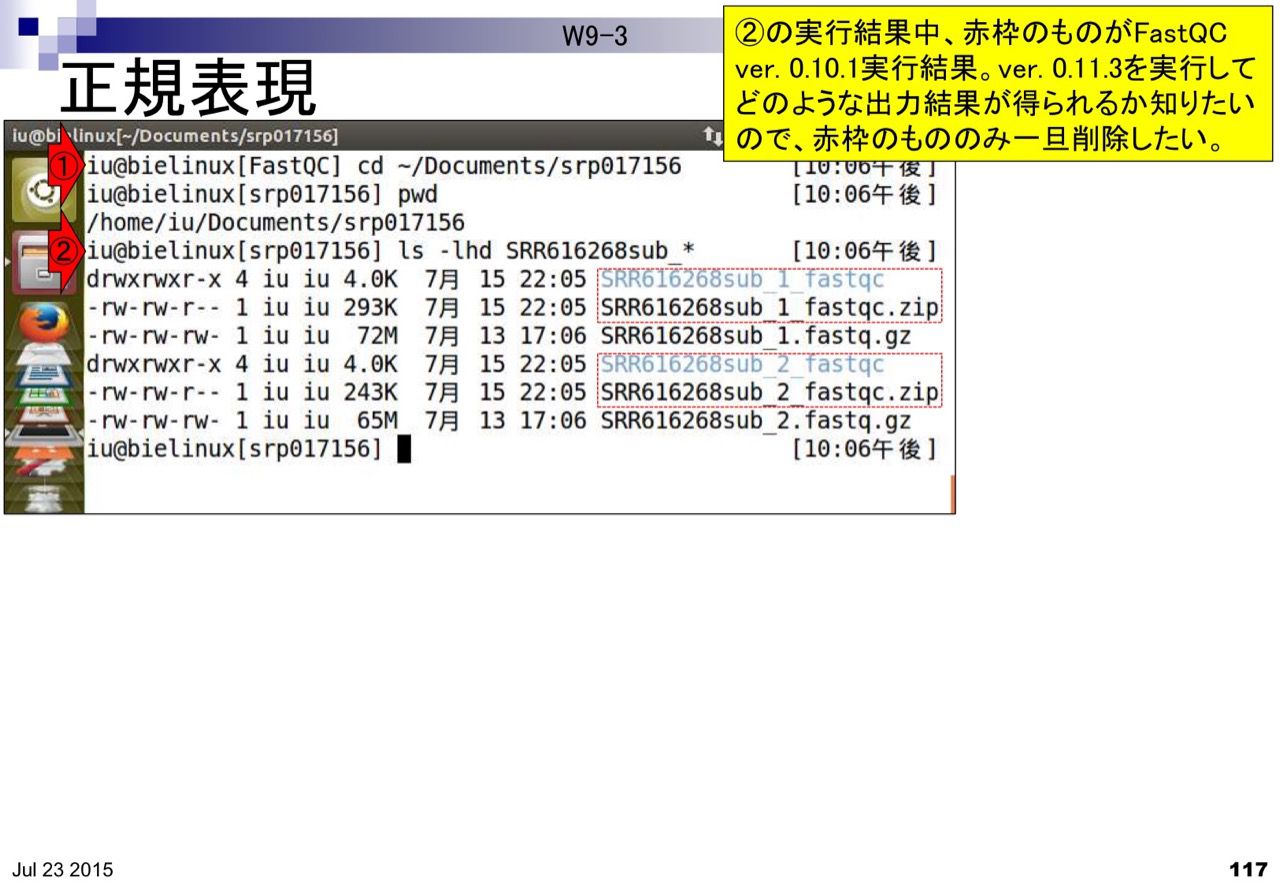 W9-3
②の実行結果中、赤枠のものがFastQC
ver. 0.10.1実行結果。ver. 0.11.3を実行して
どのような出力結果が得られるか知りたい
ので、赤枠のもののみ一旦削除したい。
正規表現
iu@bielinux[~/Documents/srp017156]
① iu@bielinux[FastQC] cd ~/Documents/srp017156 [10:06午後]
iu@bielinux[srp017156] pwd [10:06午後]
/home/iu/Documents/srp017156
② iu@bielinux[srp017156] ls -lhd SRR616268sub_* [10:06午後]
drwxrwxr-x 4 iu iu 4.0K 7月 15 22:05 SRR616268sub_1_fastqc
-rw-rw-r-- 1 iu iu 293K 7月 15 22:05 SRR616268sub_1_fastqc.zip
-rw-rw-rw- 1 iu iu 72M 7月 13 17:06 SRR616268sub_1.fastq.gz
drwxrwxr-x 4 iu iu 4.0K 7月 15 22:05 SRR616268sub_2_fastqc
-rw-rw-r-- 1 iu iu 243K 7月 15 22:05 SRR616268sub_2_fastqc.zip
-rw-rw-rw- 1 iu iu 65M 7月 13 17:06 SRR616268sub_2.fastq.gz
iu@bielinux[srp017156] [10:06午後]
Jul 23 2015
117